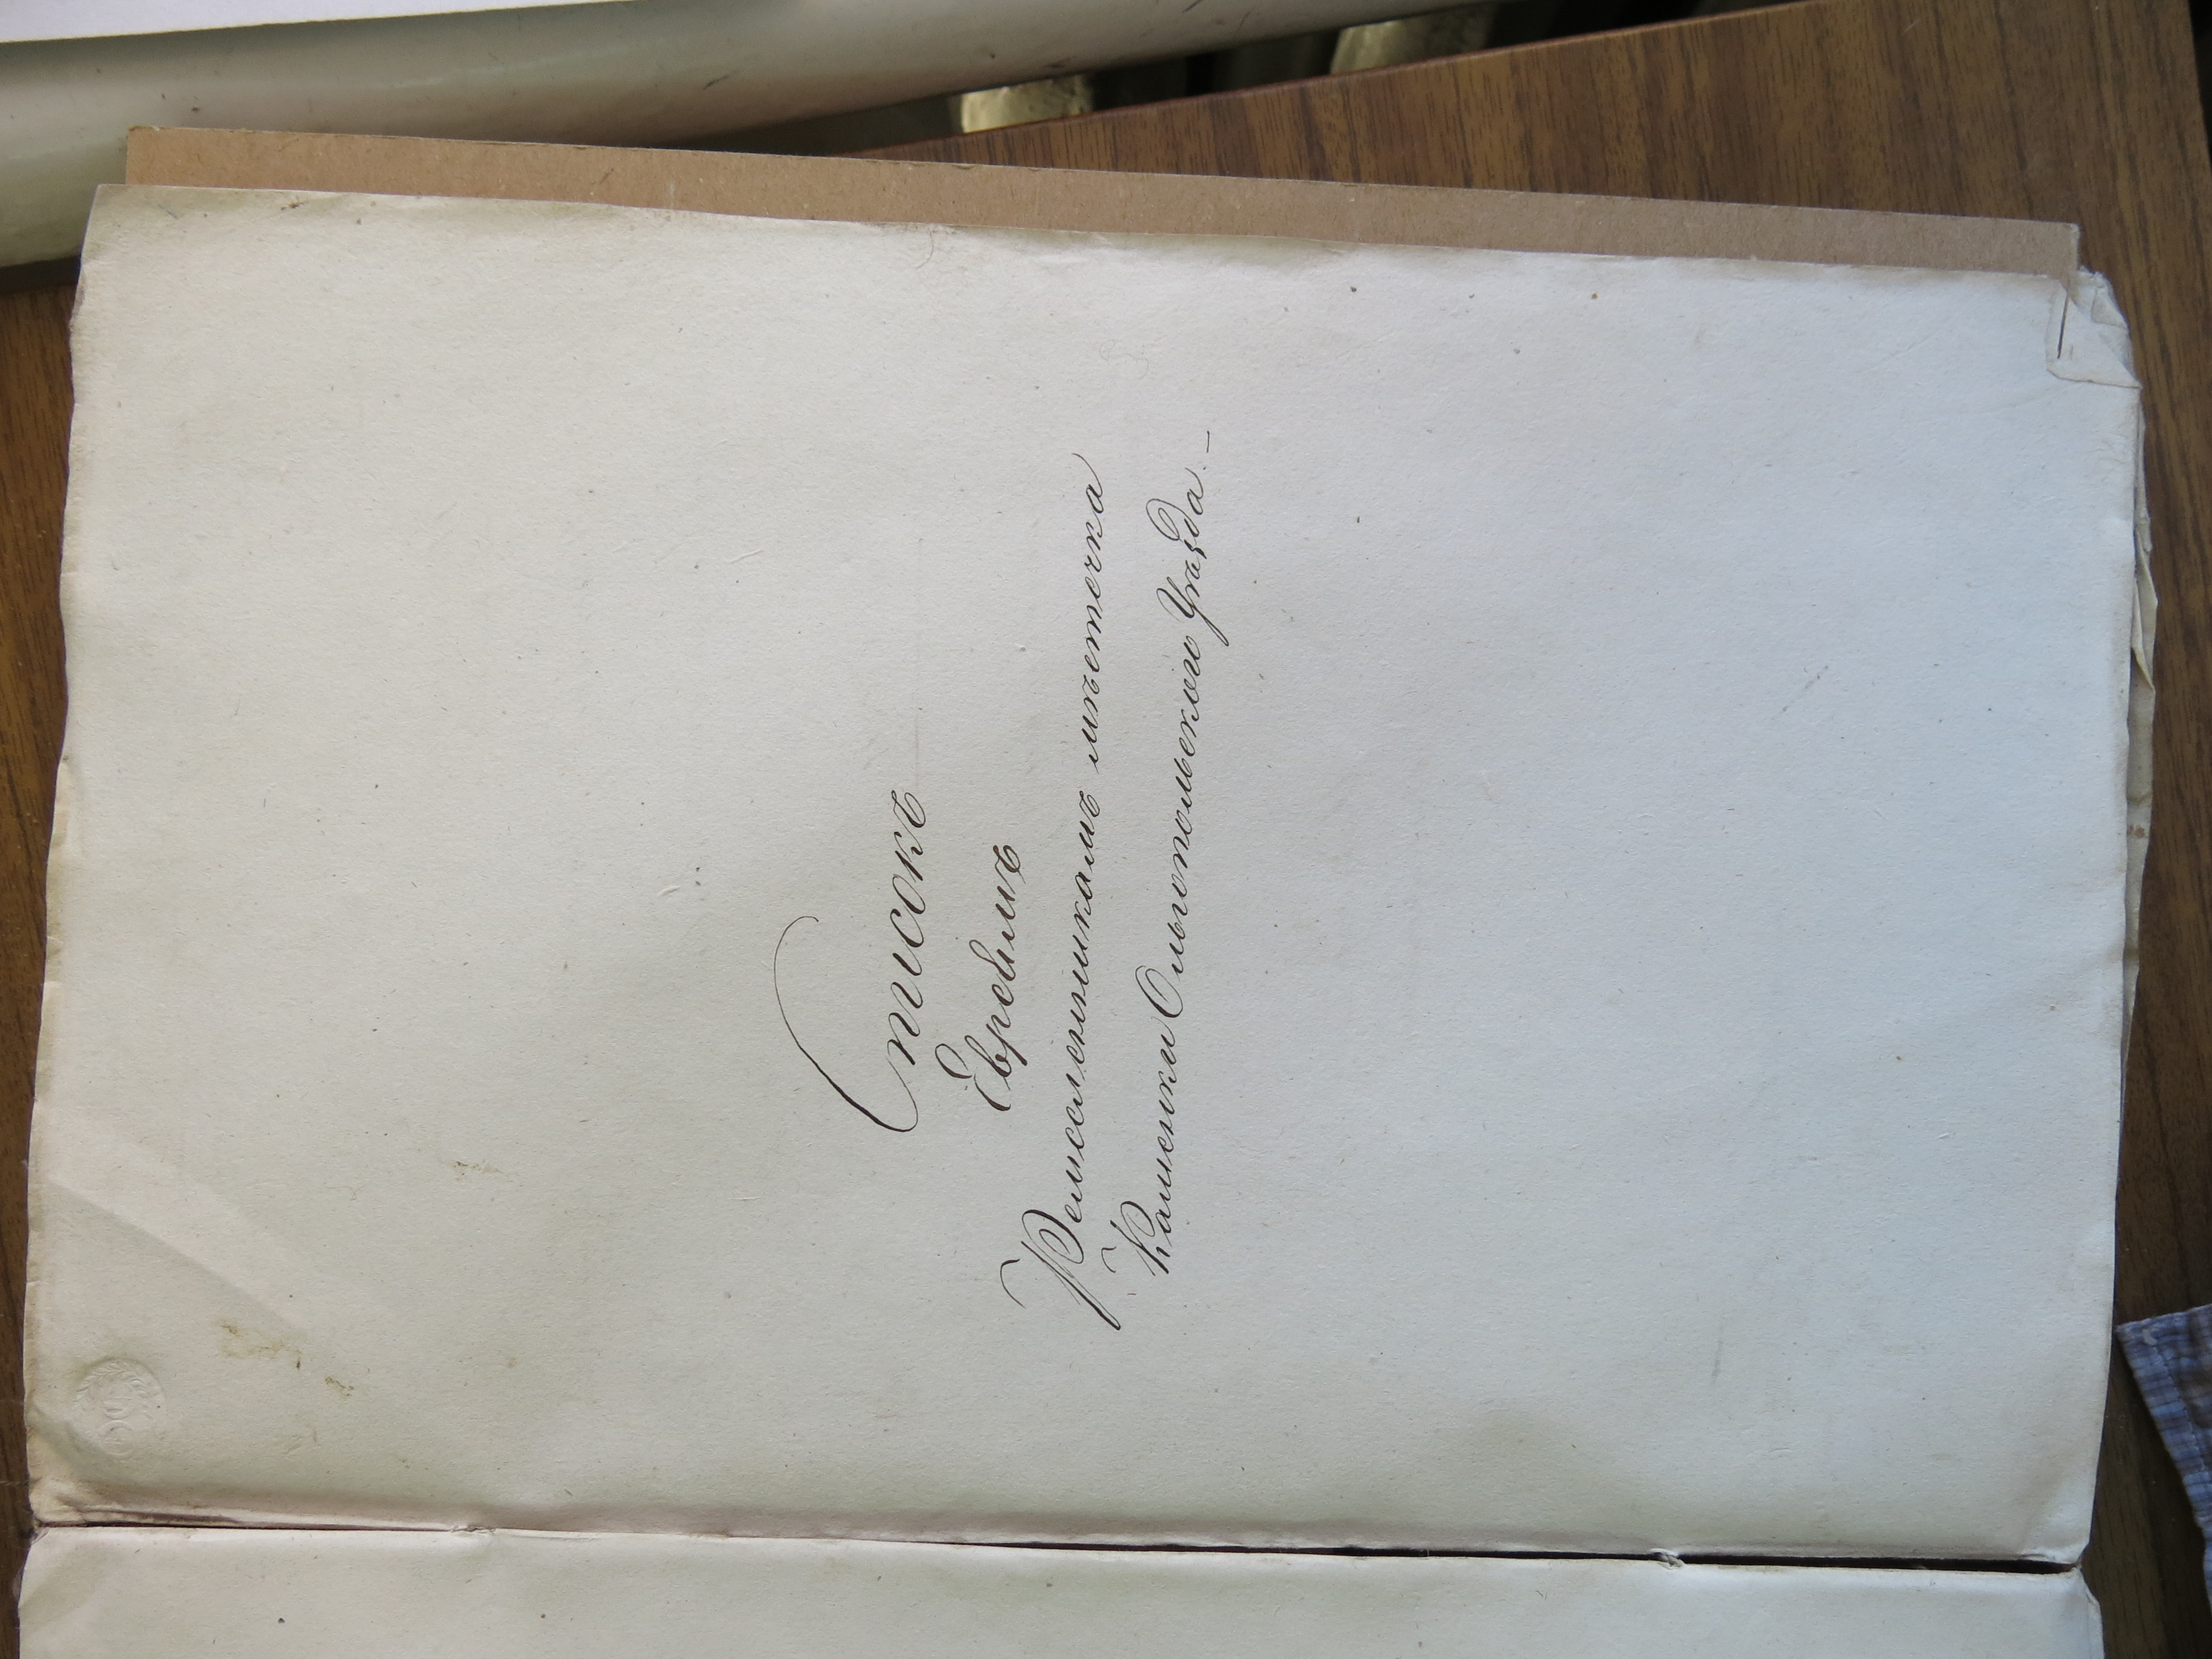 Списокъ
Евреямъ
Ремесленникамъ мѣстечка
Каменки Ольгопольскаго Уѣзда.—